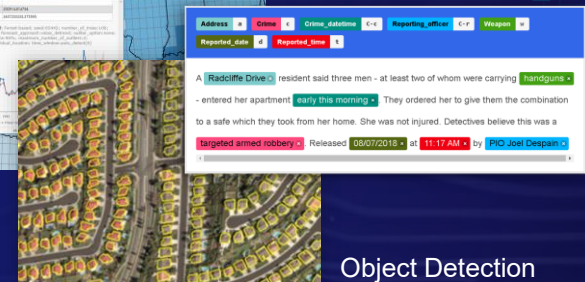 Address a Crime c Crime_datetime C-c Reporting_officer C-r Weapon w
Reported_date d Reported_time t
A Radcliffe Drive resident said three men - at least two of whom were carrying handguns
- entered her apartment early this morning . They ordered her to give them the combination
to a safe which they took from her home. She was not injured. Detectives believe this was a
targeted armed robbery . Released 08/07/2018 at 11:17 AM by PIO Joel Despain
Object Detection